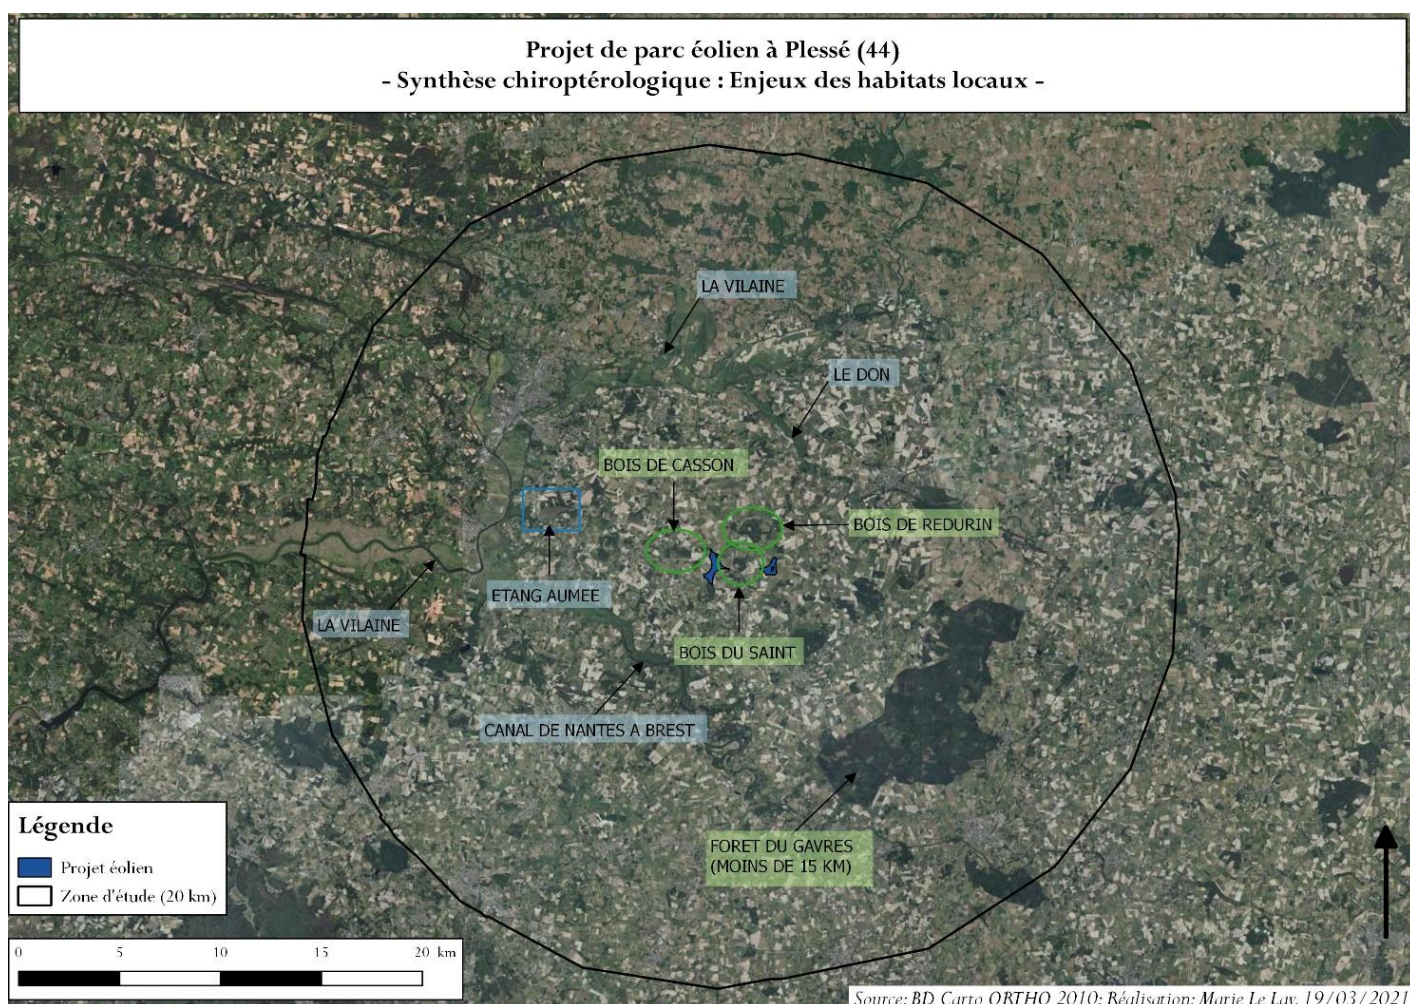 Projet de parc éolien à Plessé (44)
- Synthèse chiroptérologique : Enjeux des habitats locaux -
LA VILAINE
LE DON
BOIS DE CASSON
BOIS DE REDURIN
ETANG AUMEE
LA VILAINE
BOIS DU SAINT
CANAL DE NANTES A BREST
FORET DU GAVRES
(MOINS DE 15 KM)
Légende
Projet éolien
Zone d'étude (20 km)
0 5 10 15 20 km
Source: BD Carto ORTHO 2010; Réalisation: Marie Le Lay, 19/03/2021